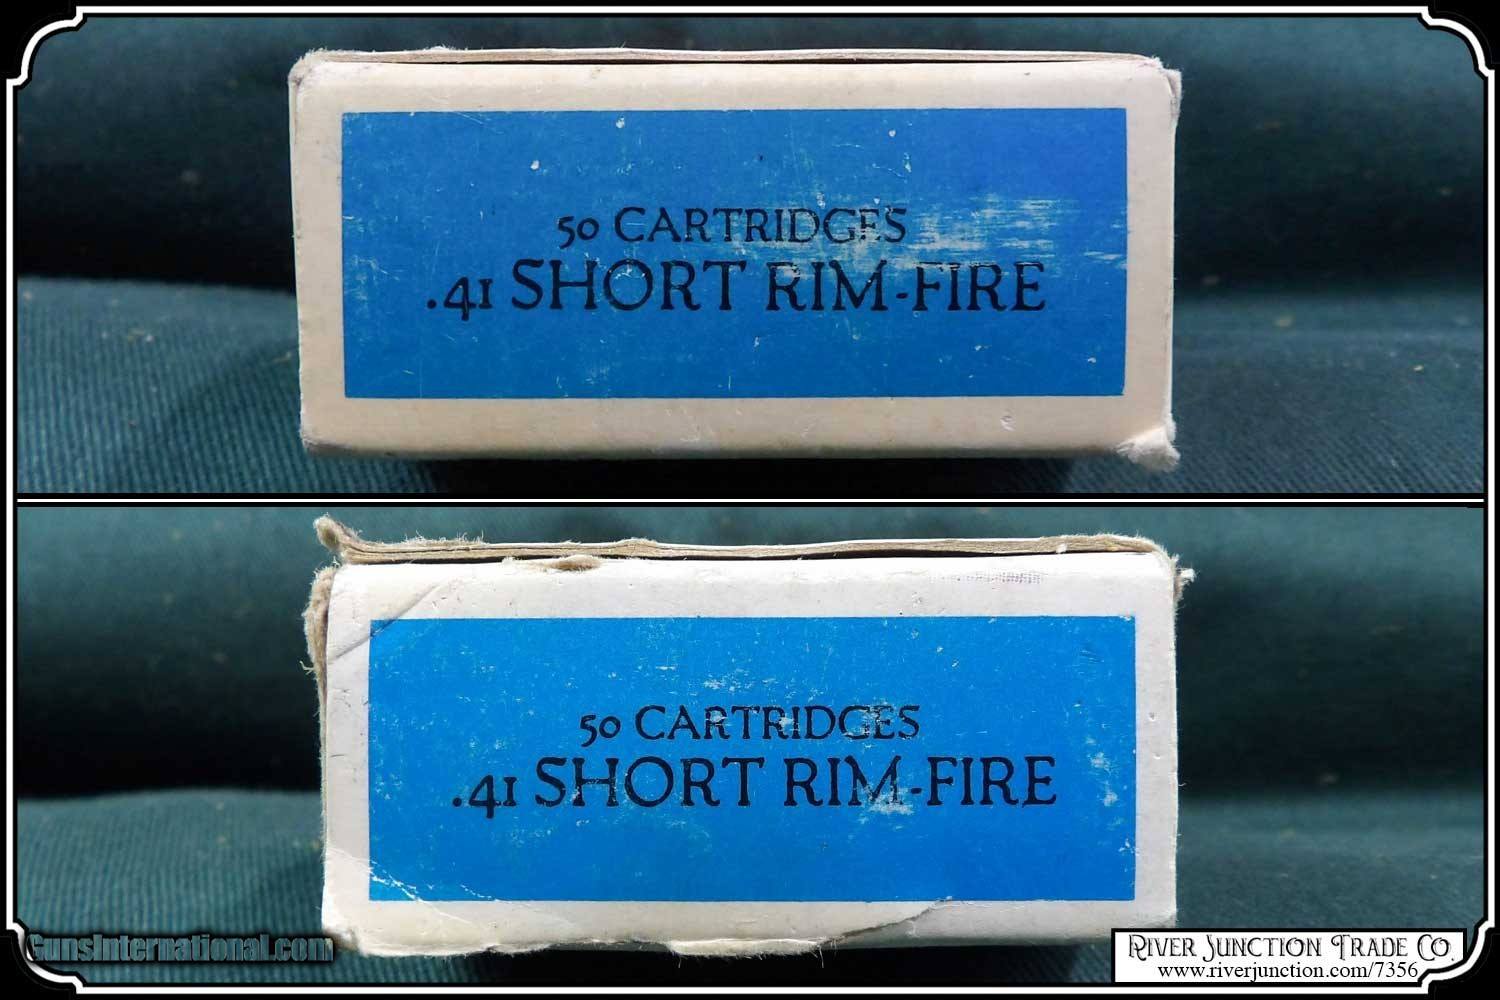 50 CARTRIDGES
.41 SHORT RIM-FIRE
50 CARTRIDGES
.41 SHORT RIM-FIRE
GunsInternational.com
RIVER JUNCTION TRADE CO.
www.riverjunction.com/7356